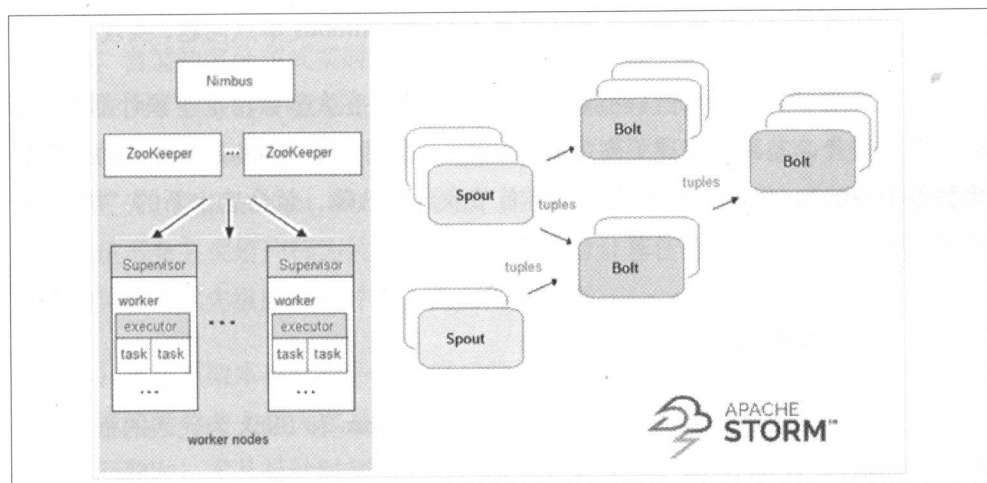 Nimbus
ZooKeeper ... ZooKeeper
Supervisor Supervisor
worker worker
executor ... executor
task task task task
... ...
worker nodes
Bolt
Bolt
Spout
tuples
tuples
Bolt
tuples
Spout
APACHE
STORM™